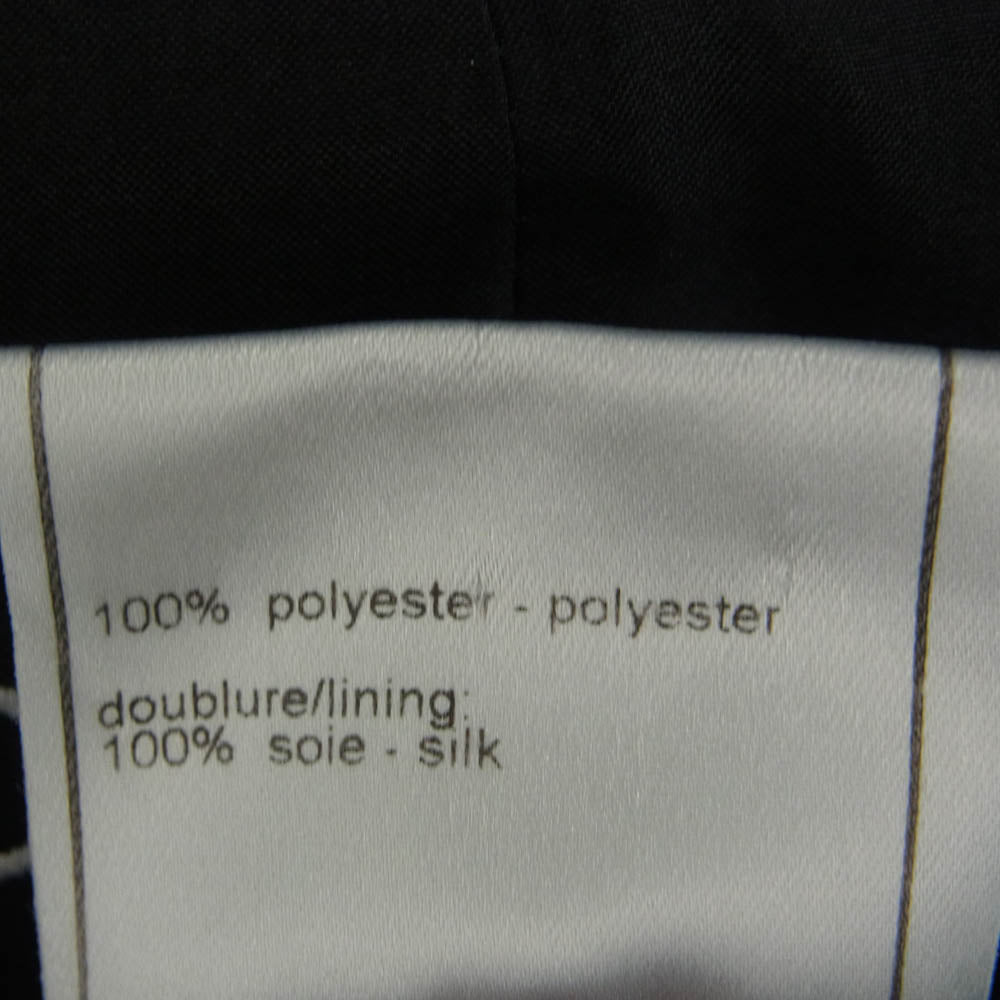 100% polyester - polyester
doublure/lining:
100% soie - silk